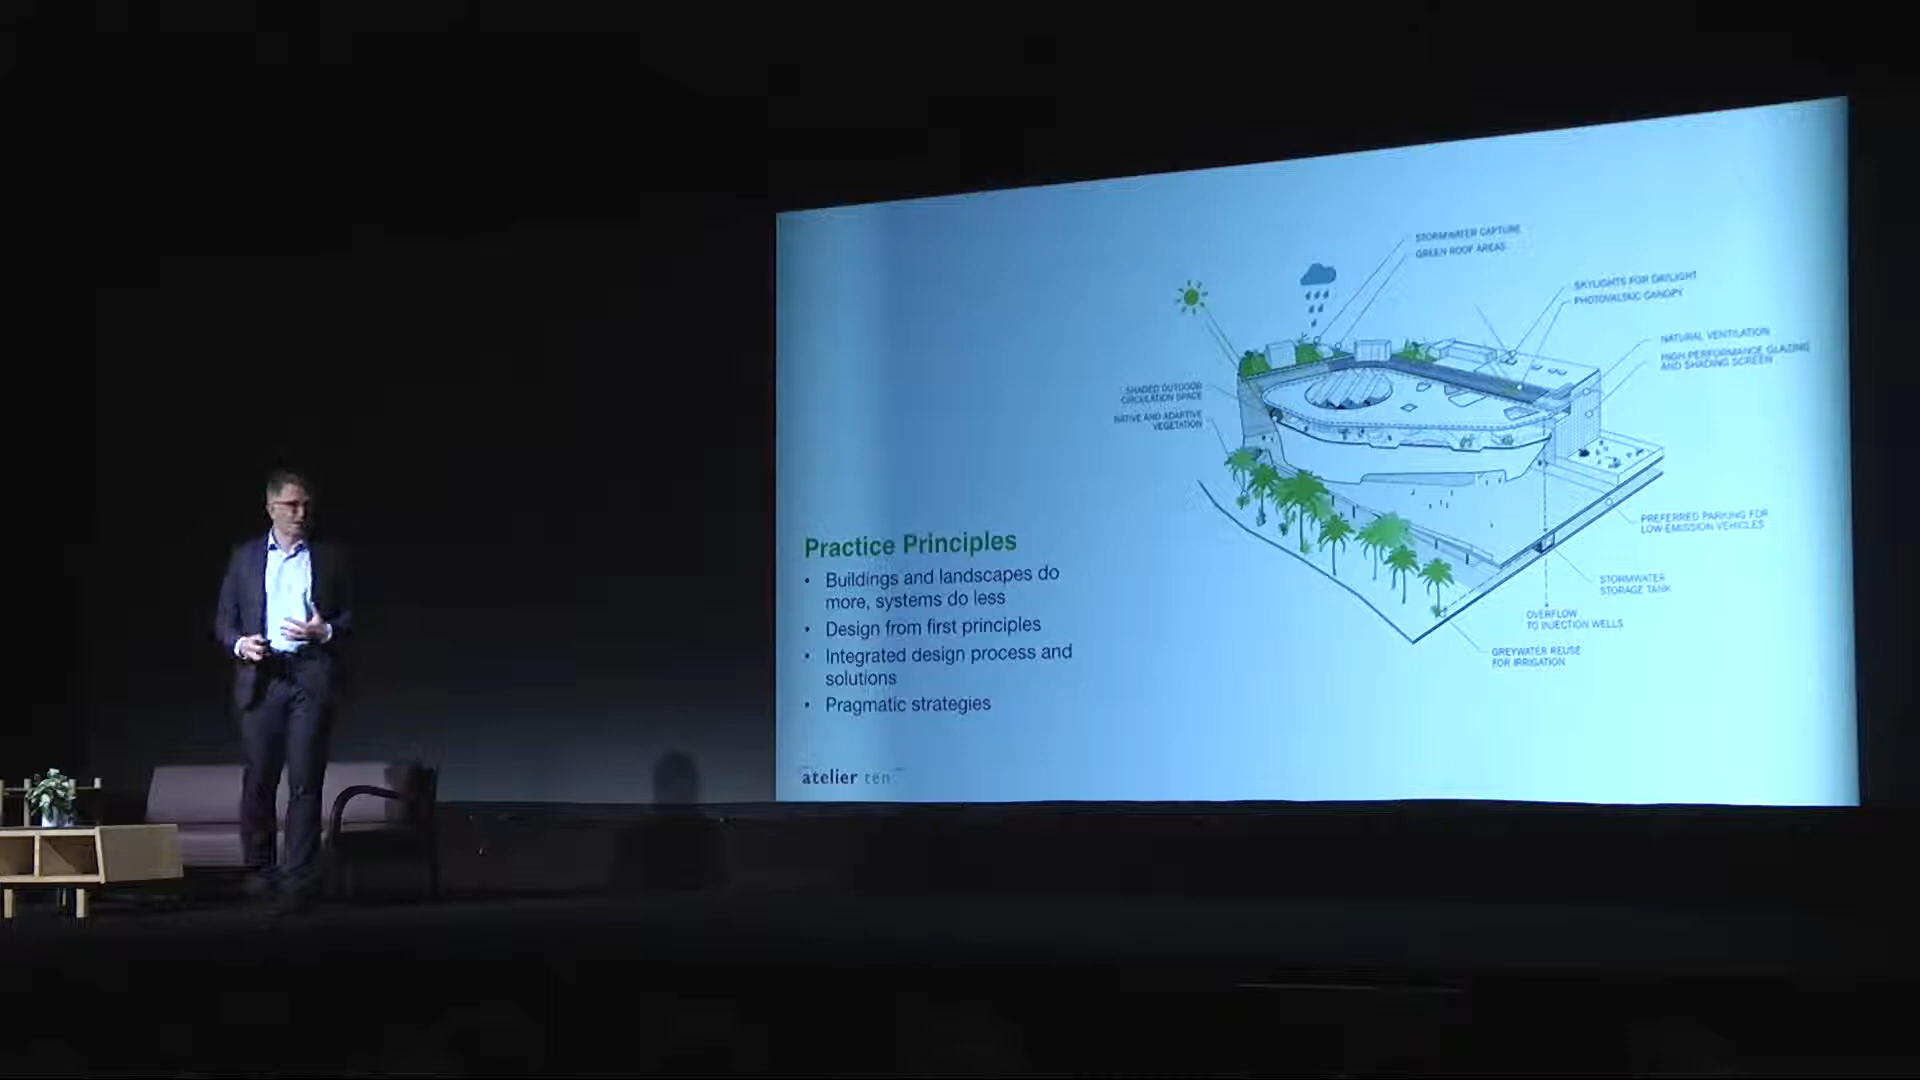 STORMWATER CAPTURE
GREEN ROOF AREAS
SKYLIGHTS FOR DAYLIGHT
PHOTOVOLTAIC CANOPY
NATURAL VENTILATION
HIGH PERFORMANCE GLAZING
AND SHADING SCREEN
SHADED OUTDOOR
CIRCULATION SPACE
NATIVE AND ADAPTIVE
VEGETATION
PREFERRED PARKING FOR
LOW-EMISSION VEHICLES
STORMWATER
STORAGE TANK
OVERFLOW
TO INJECTION WELLS
GREYWATER REUSE
FOR IRRIGATION
Practice Principles
• Buildings and landscapes do
more, systems do less
• Design from first principles
• Integrated design process and
solutions
• Pragmatic strategies
atelier ten